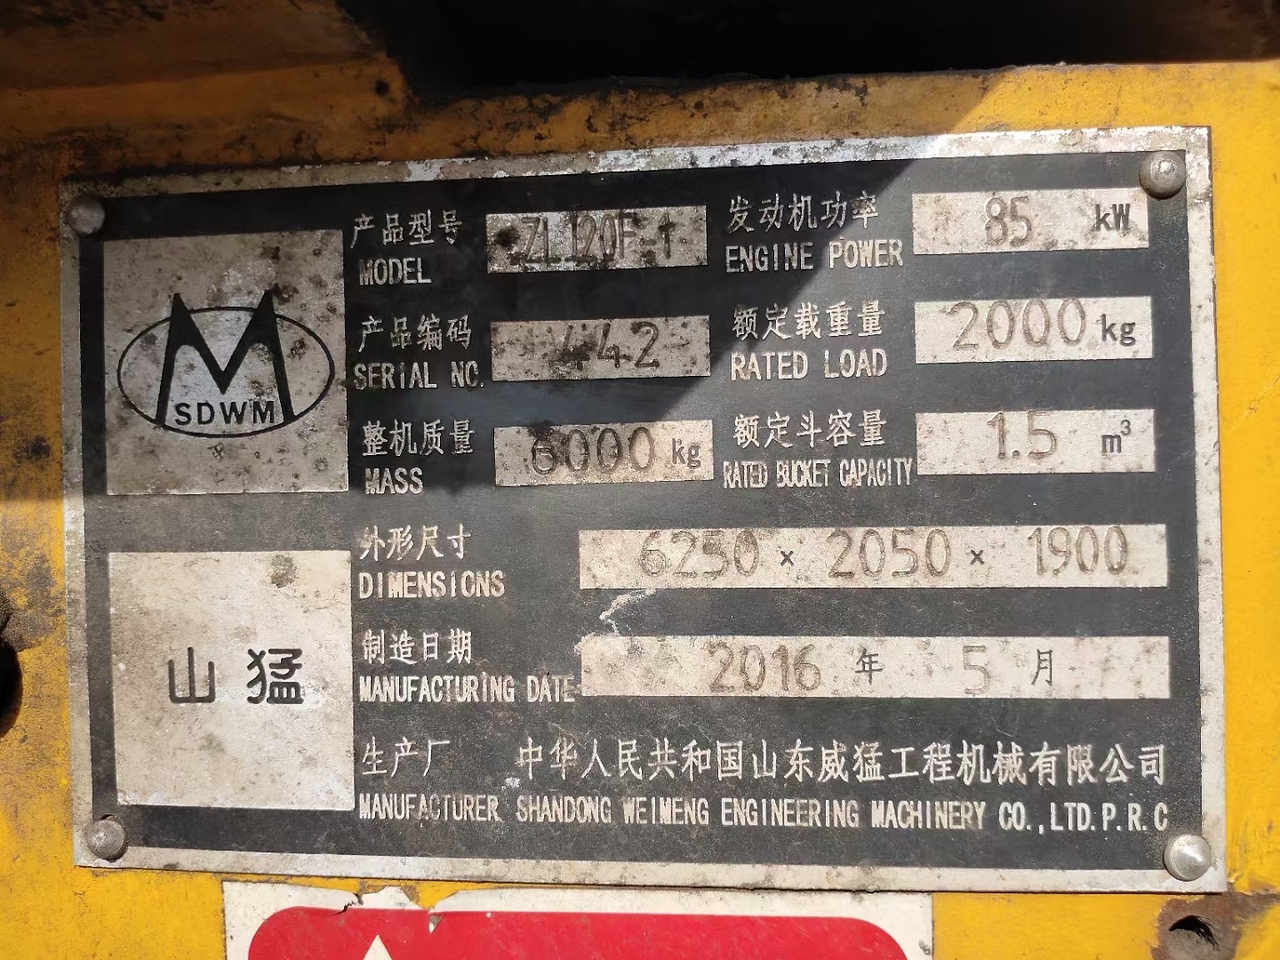 产品型号 ZL120F-1 发动机功率 85 kW
MODEL ENGINE POWER
产品编码 442 额定载重量 2000 kg
SERIAL NO. RATED LOAD
整机质量 6000 kg 额定斗容量 1.5 m³
MASS RATED BUCKET CAPACITY
SDWM
外形尺寸 6250 × 2050 × 1900
DIMENSIONS
山猛
制造日期 2016 年 5 月
MANUFACTURING DATE
生产厂 中华人民共和国山东威猛工程机械有限公司
MANUFACTURER SHANDONG WEIMENG ENGINEERING MACHINERY CO.,LTD.P.R.C